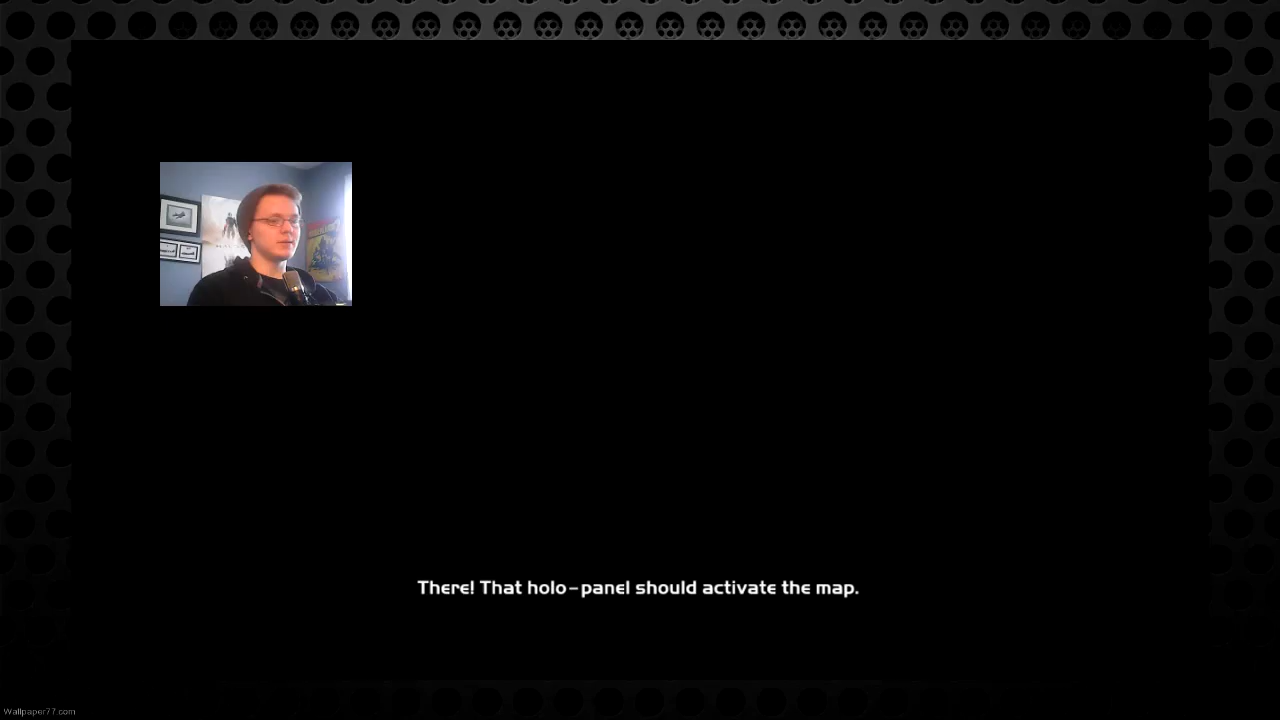 There! That holo-panel should activate the map.
Wallpaper77.com